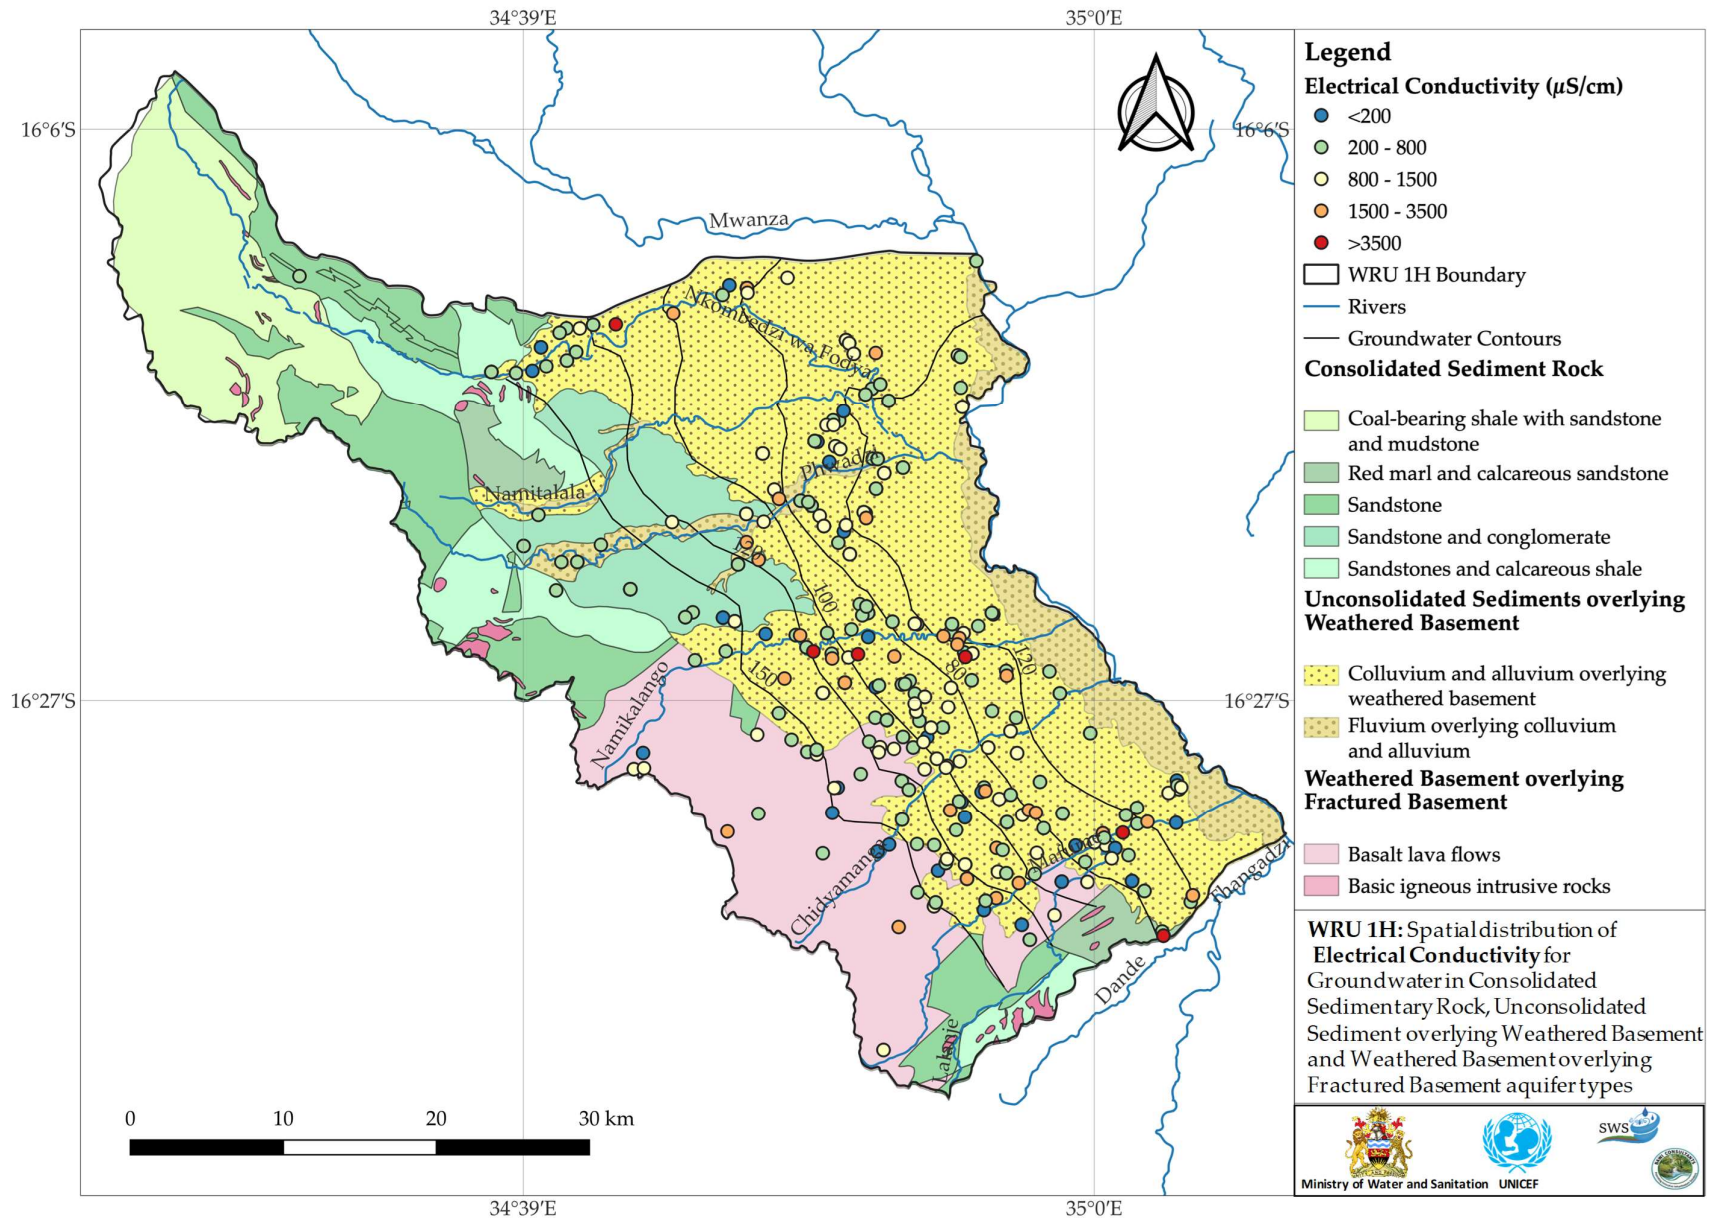 34°39′E
35°0′E
16°6′S
16°6′S
Mwanza
Nkombedzi wa Fodya
Phwadzi
Namitalala
120
100
150
80
120
16°27′S
16°27′S
Namikalango
Chidyamanga
Thangadzi
Dande
Lalanje
0 10 20 30 km
34°39′E
35°0′E
Legend
Electrical Conductivity (µS/cm)
<200
200 - 800
800 - 1500
1500 - 3500
>3500
WRU 1H Boundary
Rivers
Groundwater Contours
Consolidated Sediment Rock
Coal-bearing shale with sandstone
and mudstone
Red marl and calcareous sandstone
Sandstone
Sandstone and conglomerate
Sandstones and calcareous shale
Unconsolidated Sediments overlying
Weathered Basement
Colluvium and alluvium overlying
weathered basement
Fluvium overlying colluvium
and alluvium
Weathered Basement overlying
Fractured Basement
Basalt lava flows
Basic igneous intrusive rocks
WRU 1H: Spatial distribution of
Electrical Conductivity for
Groundwater in Consolidated
Sedimentary Rock, Unconsolidated
Sediment overlying Weathered Basement
and Weathered Basement overlying
Fractured Basement aquifer types
SWS
Ministry of Water and Sanitation UNICEF